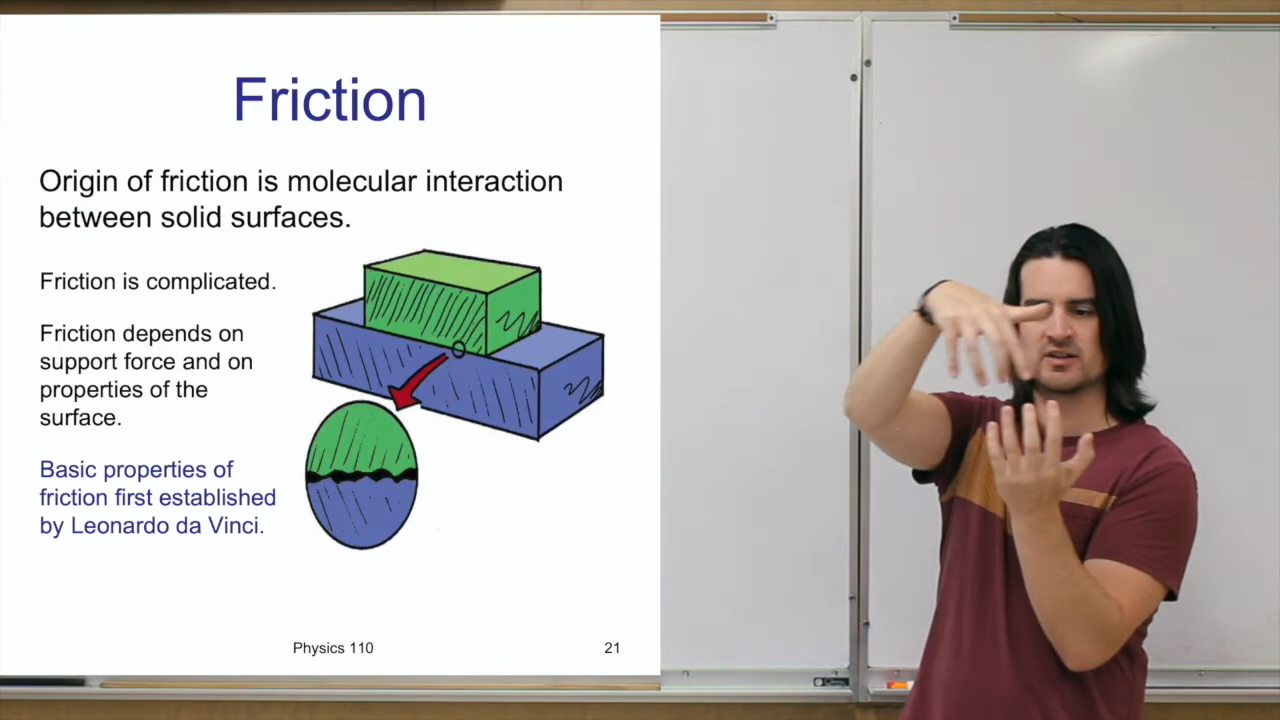 Friction
Origin of friction is molecular interaction
between solid surfaces.
Friction is complicated.
Friction depends on
support force and on
properties of the
surface.
Basic properties of
friction first established
by Leonardo da Vinci.
Physics 110
21